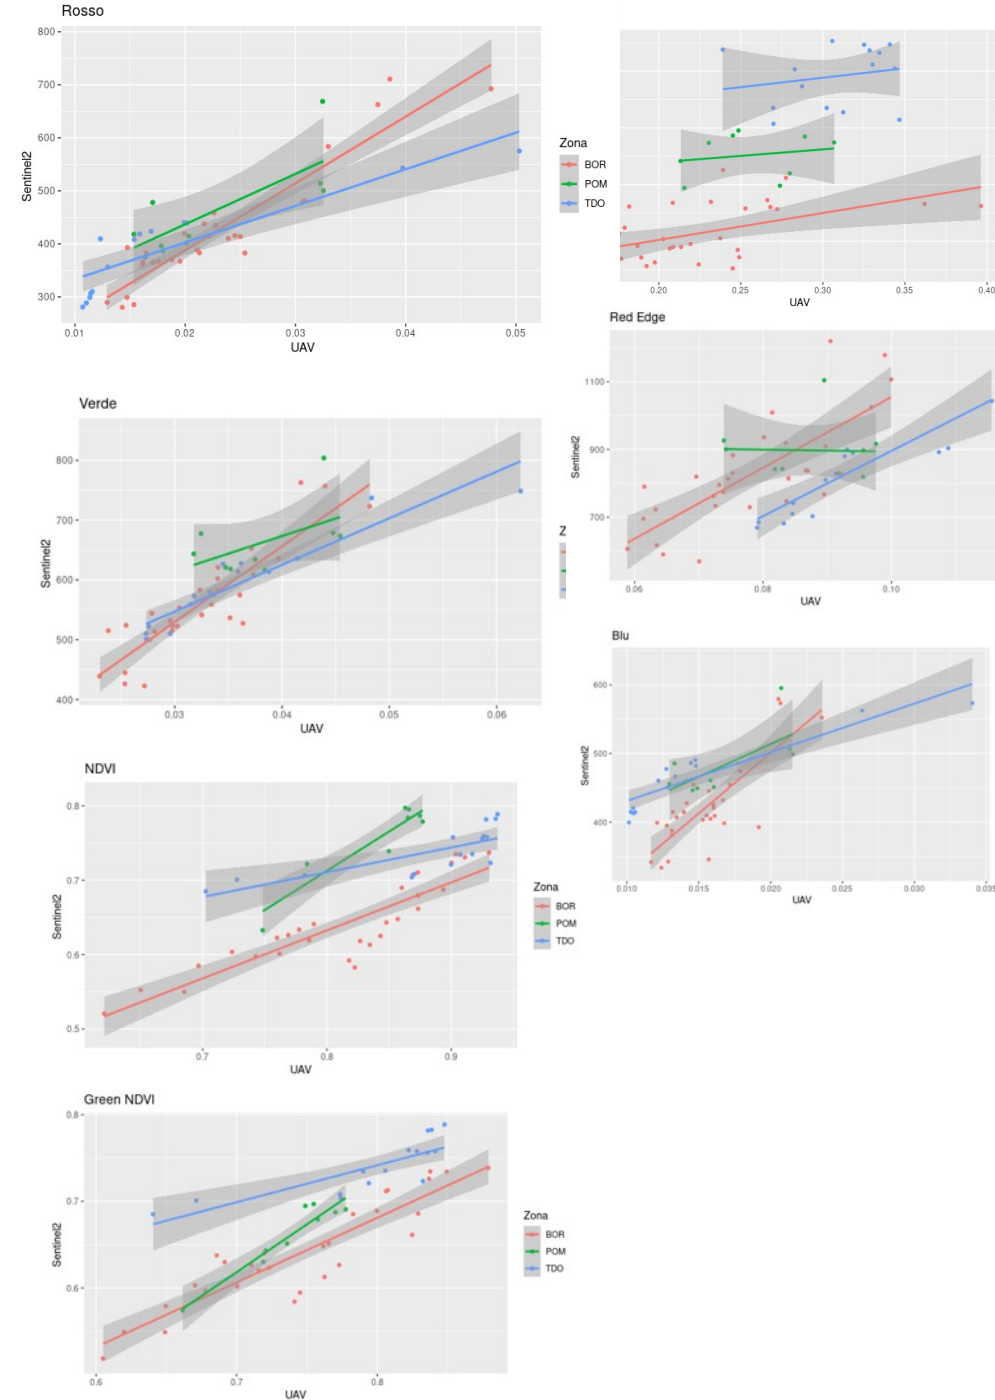 Rosso
800
700
600
500
400
300
Sentinel2
0.01 0.02 0.03 0.04 0.05
UAV
Zona
BOR
POM
TDO
0.20 0.25 0.30 0.35 0.40
UAV
Red Edge
1100
900
700
Sentinel2
0.06 0.08 0.10
UAV
Verde
800
700
600
500
400
Sentinel2
0.03 0.04 0.05 0.06
UAV
Z
Blu
600
500
400
Sentinel2
0.010 0.015 0.020 0.025 0.030 0.035
UAV
NDVI
0.8
0.7
0.6
0.5
Sentinel2
0.7 0.8 0.9
UAV
Zona
BOR
POM
TDO
Green NDVI
0.8
0.7
0.6
Sentinel2
0.6 0.7 0.8
UAV
Zona
BOR
POM
TDO